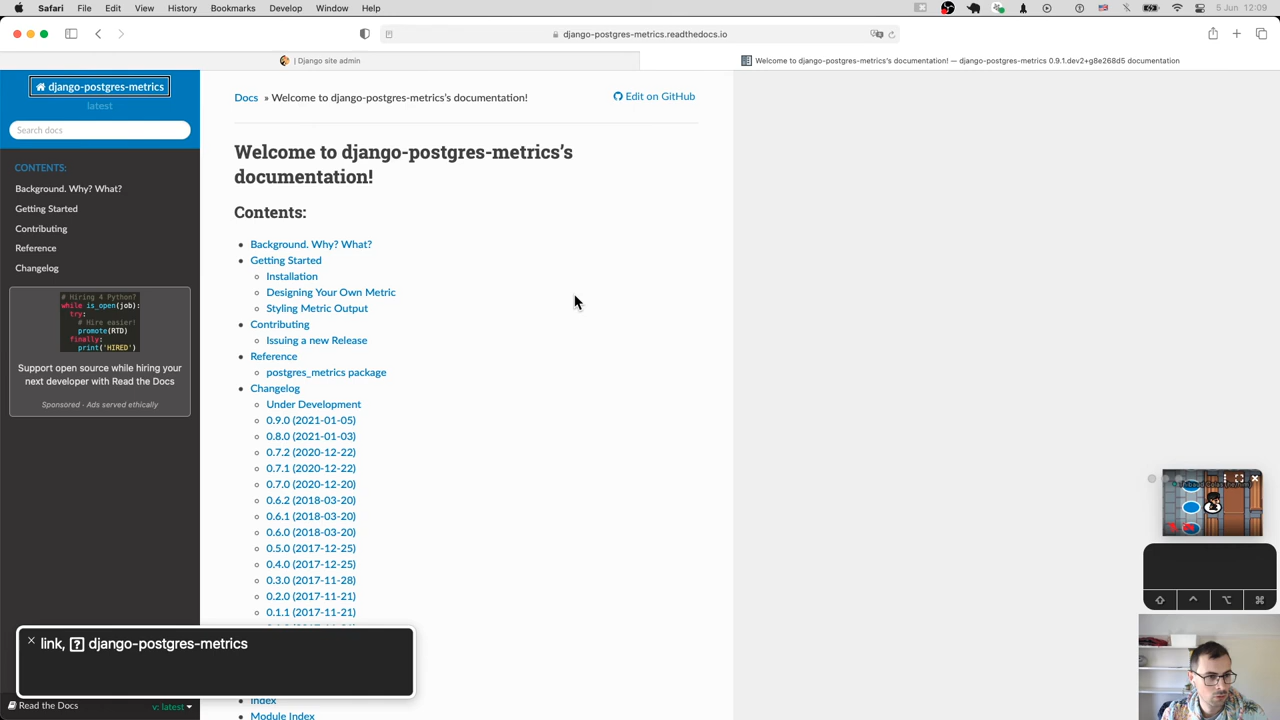 Safari File Edit View History Bookmarks Develop Window Help
5 Jun 12:09
django-postgres-metrics.readthedocs.io
| Django site admin
Welcome to django-postgres-metrics's documentation! — django-postgres-metrics 0.9.1.dev2+g8e268d5 documentation
django-postgres-metrics
latest
Search docs
CONTENTS:
Background. Why? What?
Getting Started
Contributing
Reference
Changelog
# Hiring 4 Python?
while is_open(job):
try:
# Hire easier!
promote(RTD)
finally:
print('HIRED')
Support open source while hiring your
next developer with Read the Docs
Sponsored - Ads served ethically
Read the Docs
v: latest
Docs » Welcome to django-postgres-metrics's documentation!
Edit on GitHub
Welcome to django-postgres-metrics's
documentation!
Contents:
Background. Why? What?
Getting Started
Installation
Designing Your Own Metric
Styling Metric Output
Contributing
Issuing a new Release
Reference
postgres_metrics package
Changelog
Under Development
0.9.0 (2021-01-05)
0.8.0 (2021-01-03)
0.7.2 (2020-12-22)
0.7.1 (2020-12-22)
0.7.0 (2020-12-20)
0.6.2 (2018-03-20)
0.6.1 (2018-03-20)
0.6.0 (2018-03-20)
0.5.0 (2017-12-25)
0.4.0 (2017-12-25)
0.3.0 (2017-11-28)
0.2.0 (2017-11-21)
0.1.1 (2017-11-21)
Index
Module Index
link, ? django-postgres-metrics